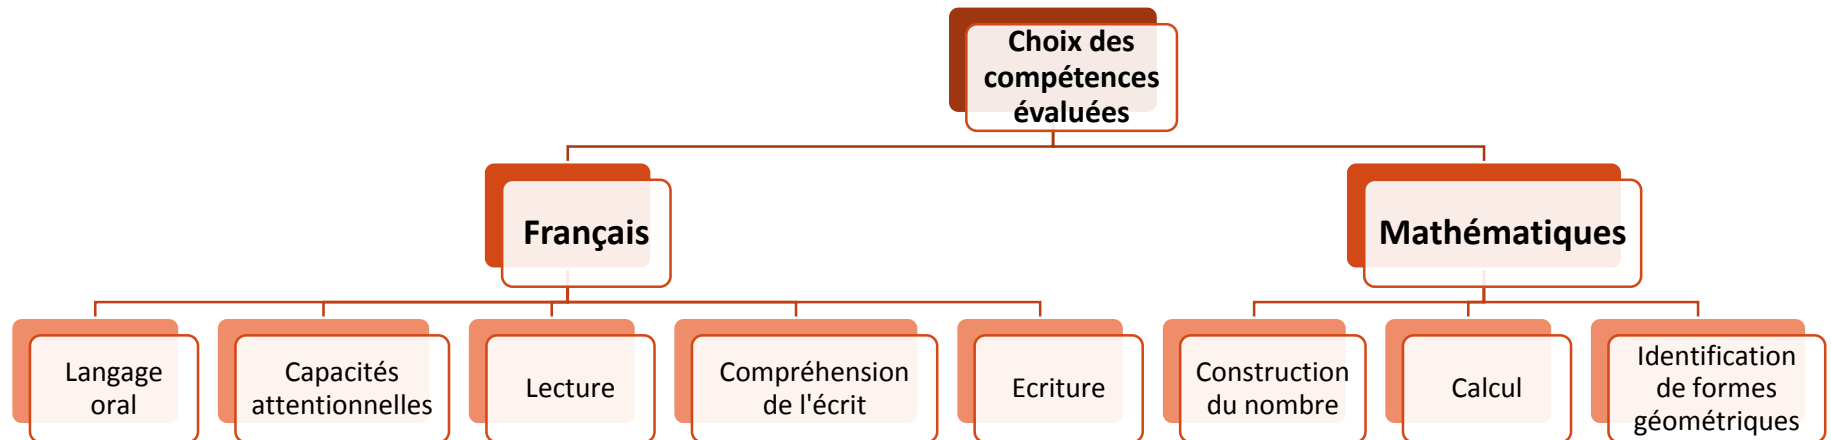 Choix des
compétences
évaluées
Français
Mathématiques
Langage
oral
Capacités
attentionnelles
Lecture
Compréhension
de l'écrit
Ecriture
Construction
du nombre
Calcul
Identification
de formes
géométriques